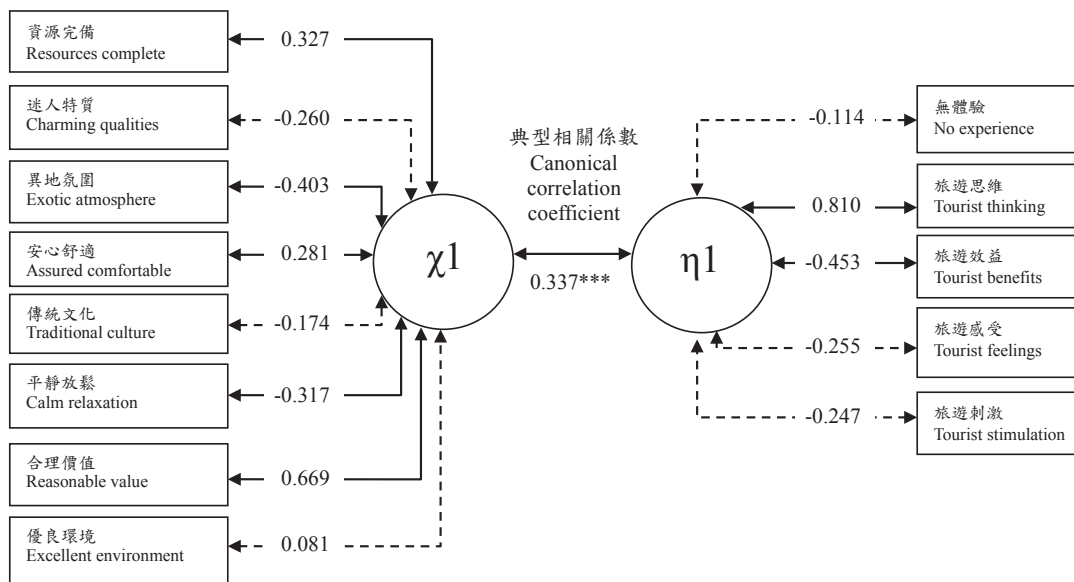 資源完備
Resources complete
0.327
迷人特質
Charming qualities
-0.260
異地氛圍
Exotic atmosphere
-0.403
安心舒適
Assured comfortable
0.281
傳統文化
Traditional culture
-0.174
平靜放鬆
Calm relaxation
-0.317
合理價值
Reasonable value
0.669
優良環境
Excellent environment
0.081
χ1
典型相關係數
Canonical
correlation
coefficient
0.337***
η1
-0.114
無體驗
No experience
0.810
旅遊思維
Tourist thinking
-0.453
旅遊效益
Tourist benefits
-0.255
旅遊感受
Tourist feelings
-0.247
旅遊刺激
Tourist stimulation